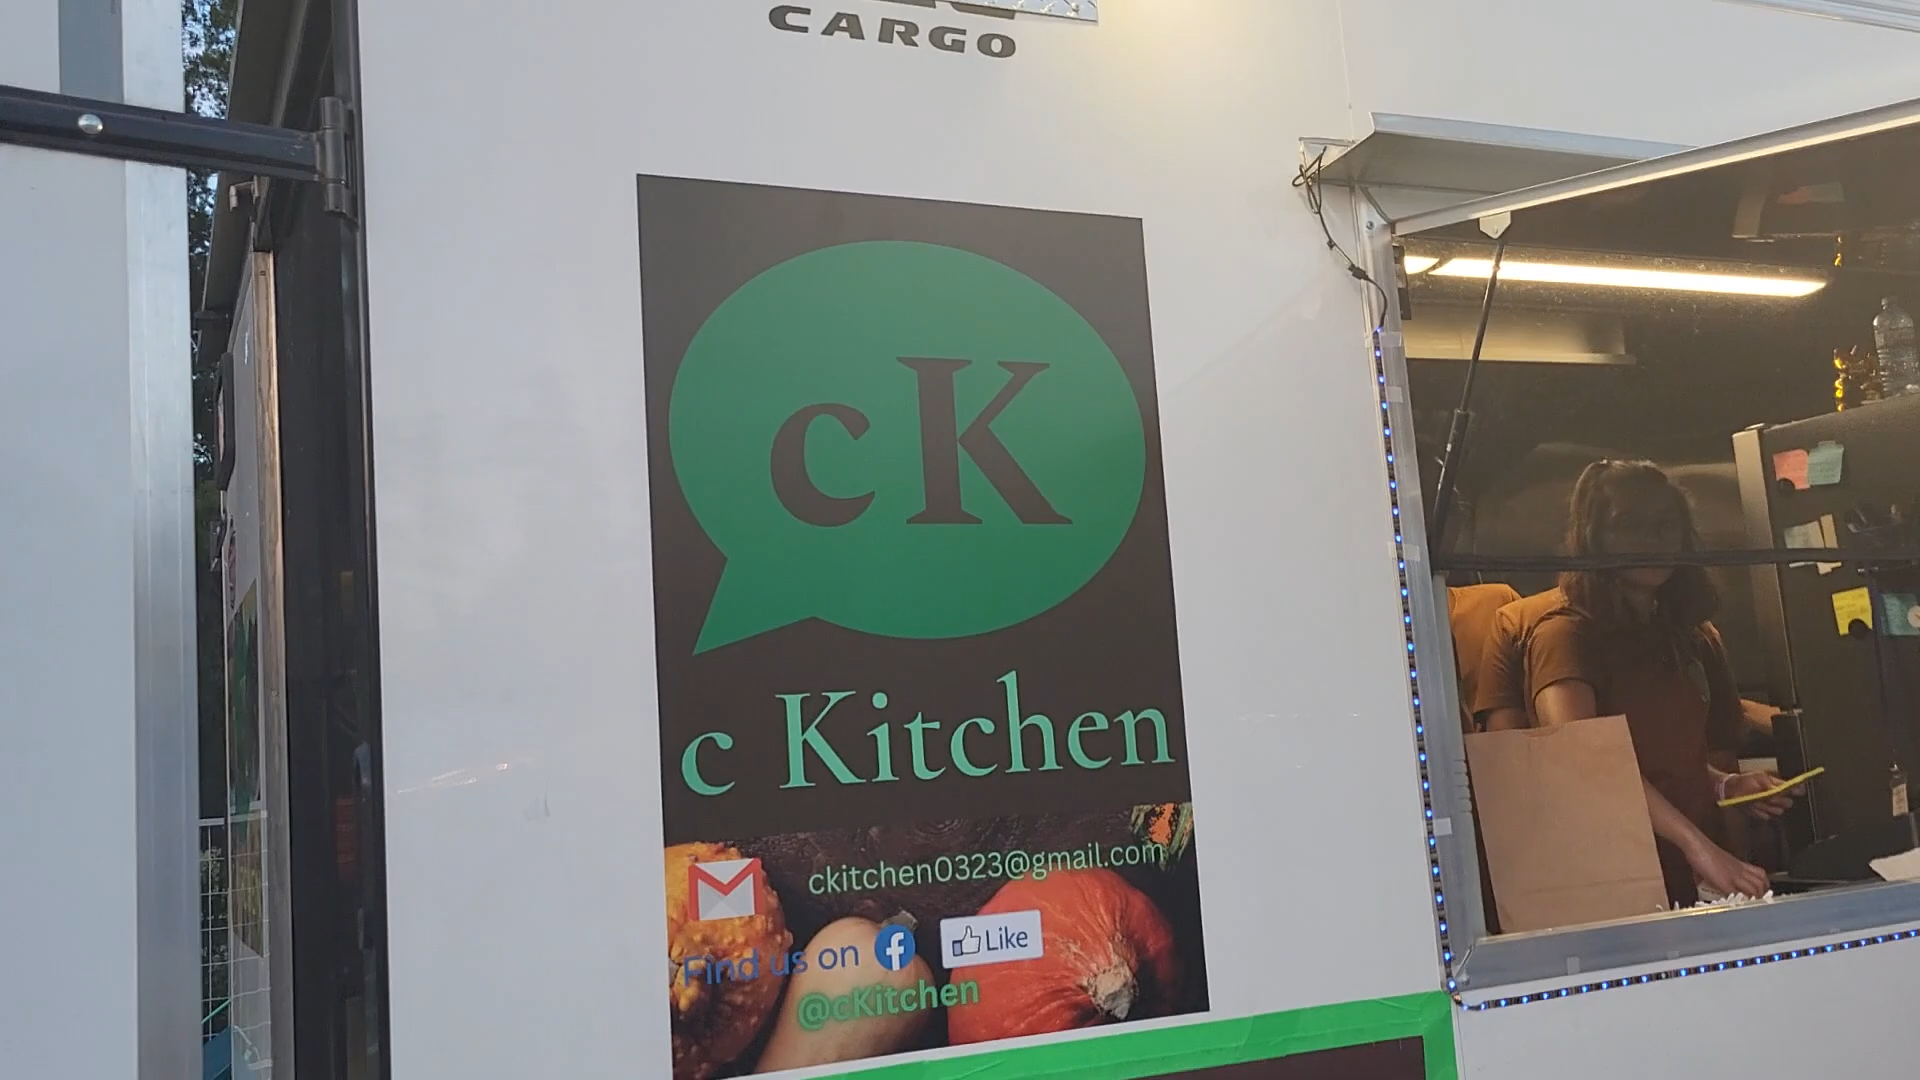 CARGO
cK
c Kitchen
ckitchen0323@gmail.com
Find us on f Like
@cKitchen